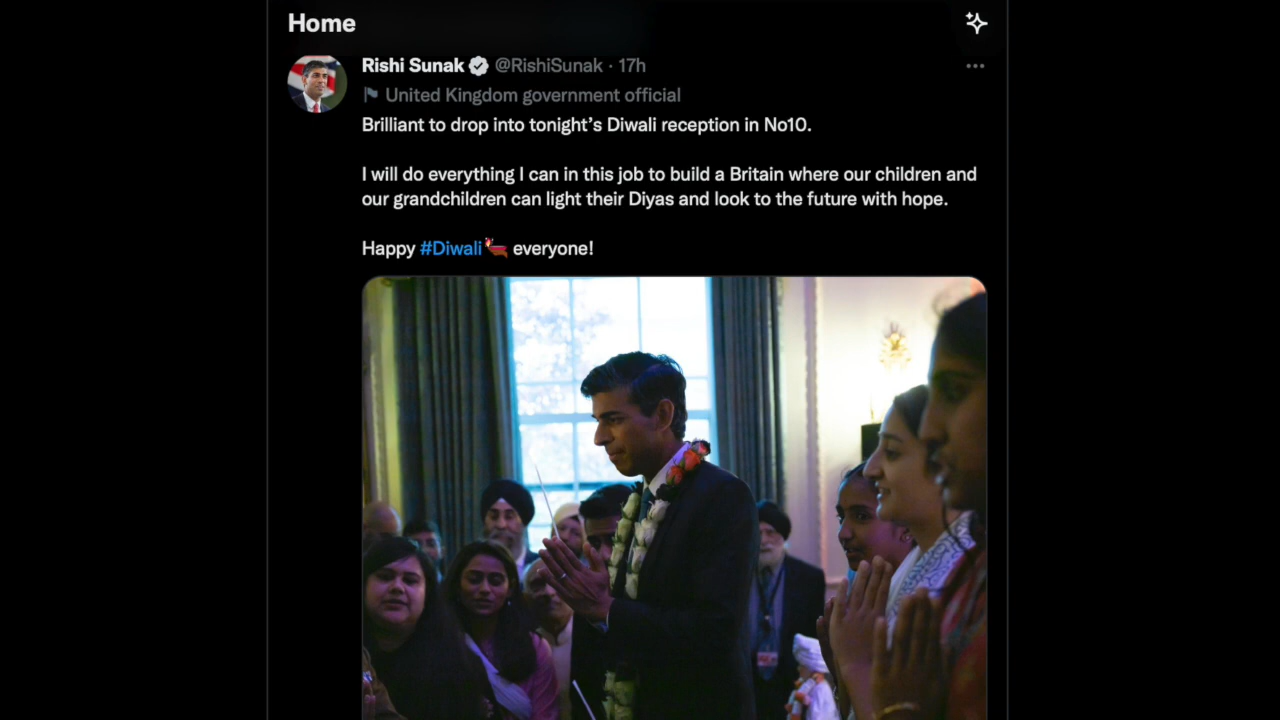 Home
Rishi Sunak @RishiSunak · 17h
United Kingdom government official
Brilliant to drop into tonight's Diwali reception in No10.
I will do everything I can in this job to build a Britain where our children and
our grandchildren can light their Diyas and look to the future with hope.
Happy #Diwali everyone!